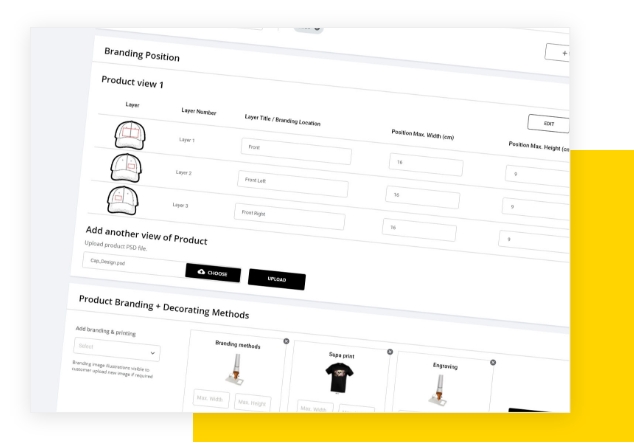 Branding Position
Product view 1
EDIT
Layer
Layer Number
Layer Title / Branding Location
Position Max. Width (cm)
Position Max. Height
Layer 1
Front
16
9
Layer 2
Front Left
16
9
Layer 3
Front Right
16
Add another view of Product
Upload product PSD file.
Cap_Design.psd
CHOOSE
UPLOAD
Product Branding + Decorating Methods
Add branding & printing
Select
Branding image illustrations visible to
customer upload new image if required
Branding methods
Supa print
Engraving
Max. Width
Max. Height
Max. Width